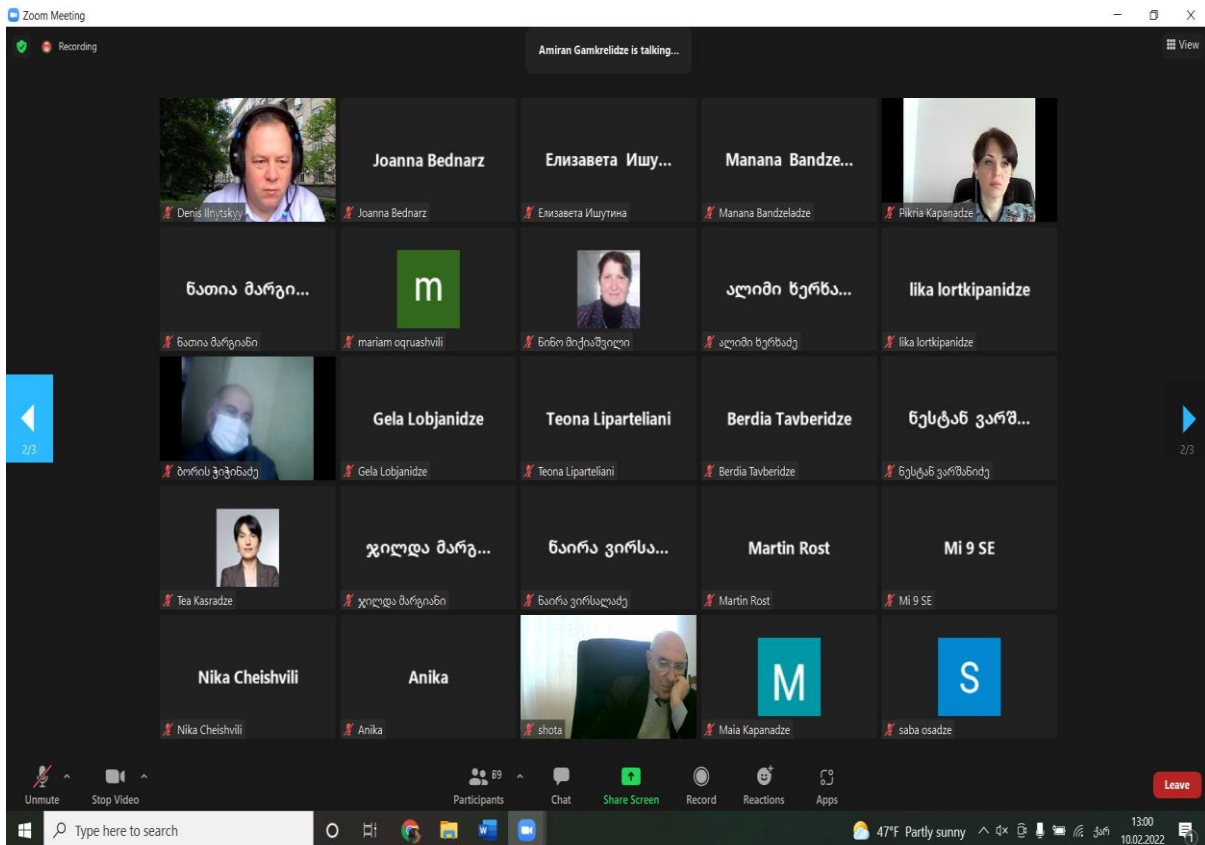 Zoom Meeting
Recording
Amiran Gamkrelidze is talking...
View
Denis Ilnytskyy
Joanna Bednarz
Joanna Bednarz
Елизавета Ишу...
Елизавета Ишутина
Manana Bandze...
Manana Bandzeladze
Pikria Kapanadze
ნათია მარგი...
ნათია მარგიანი
m
mariam oqruashvili
ნინო მიქიაშვილი
ალიმი ხერხა...
ალიმი ხერხაძე
lika lortkipanidze
lika lortkipanidze
2/3
ბორის ჭიჭინაძე
Gela Lobjanidze
Gela Lobjanidze
Teona Liparteliani
Teona Liparteliani
Berdia Tavberidze
Berdia Tavberidze
ნესტან ვარშ...
ნესტან ვარშანიძე
2/3
Tea Kasradze
ჯილდა მარგ...
ჯილდა მარგიანი
ნაირა ვირსა...
ნაირა ვირსალაძე
Martin Rost
Martin Rost
Mi 9 SE
Mi 9 SE
Nika Cheishvili
Nika Cheishvili
Anika
Anika
shota
M
Maia Kapanadze
S
saba osadze
Unmute
Stop Video
Participants
Chat
Share Screen
Record
Reactions
Apps
Leave
Type here to search
47°F Partly sunny
ქარ
13:00
10.02.2022